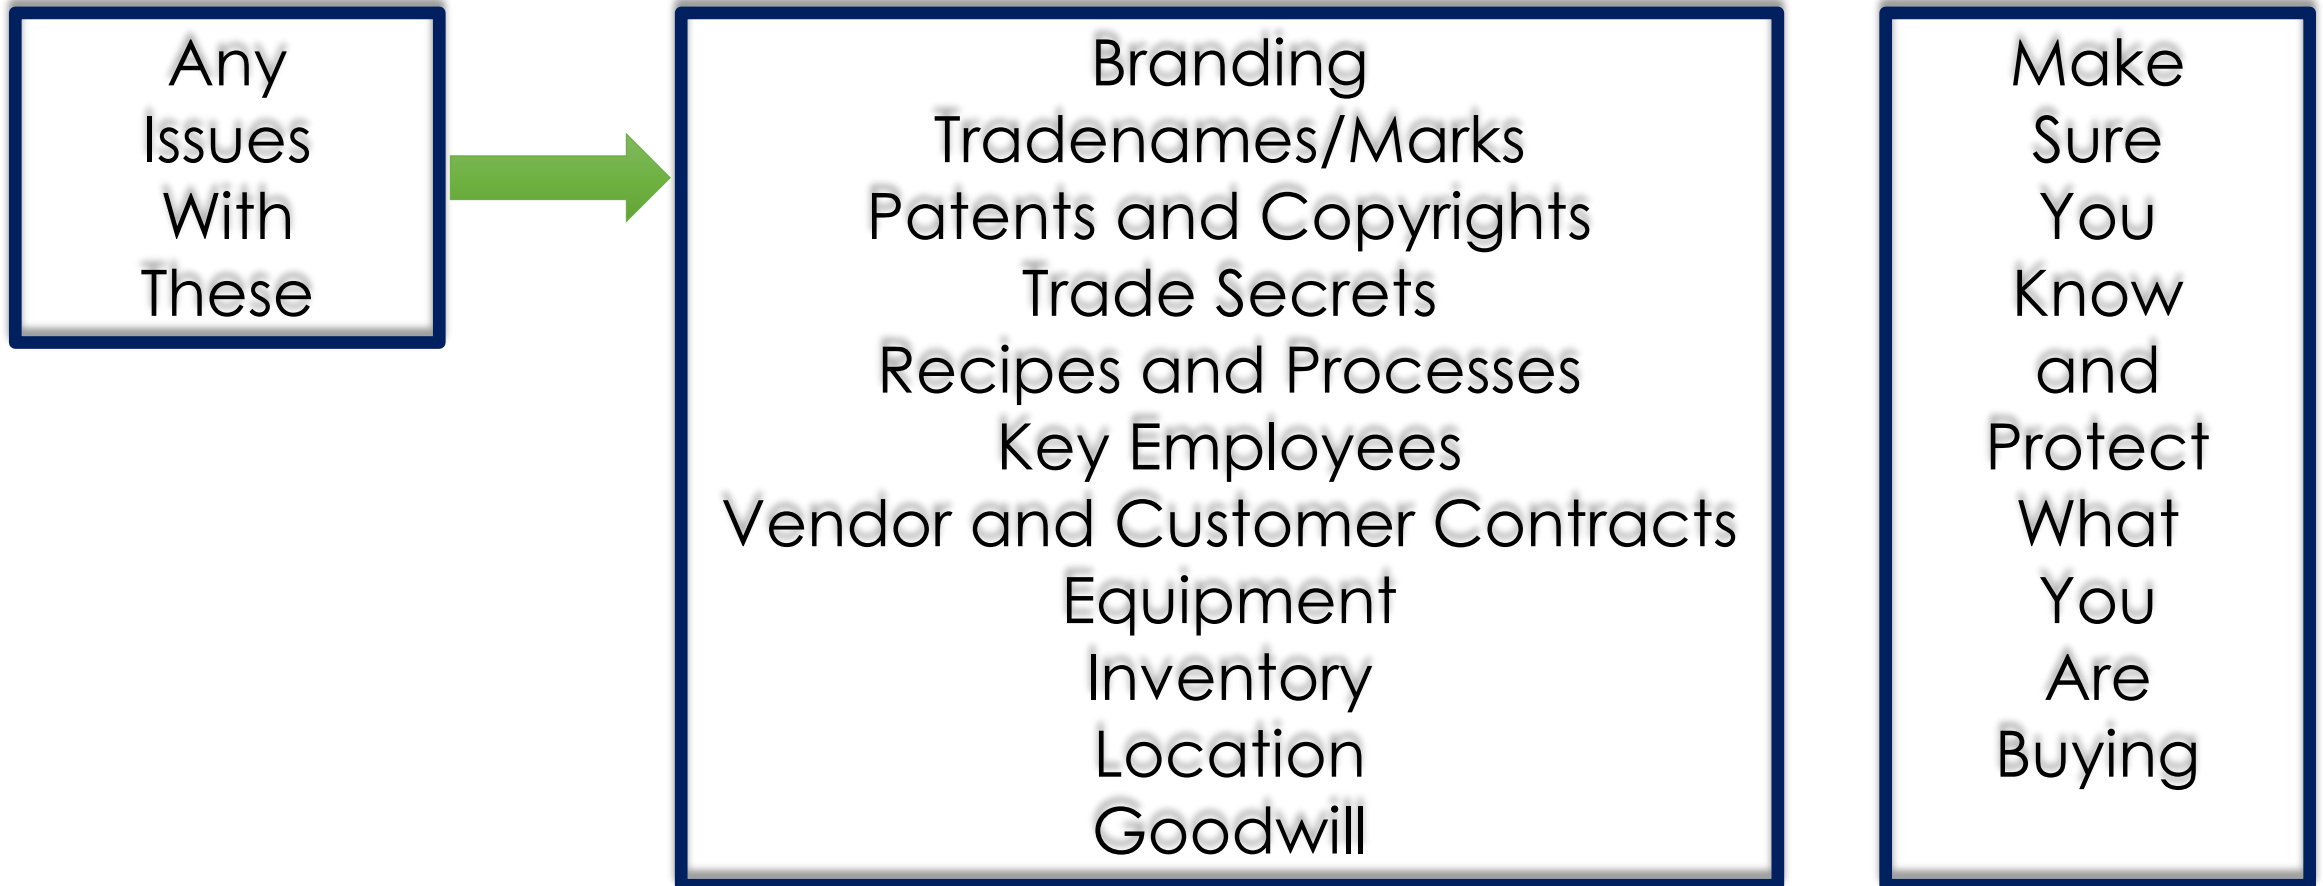 Any
Issues
With
These
Branding
Tradenames/Marks
Patents and Copyrights
Trade Secrets
Recipes and Processes
Key Employees
Vendor and Customer Contracts
Equipment
Inventory
Location
Goodwill
Make
Sure
You
Know
and
Protect
What
You
Are
Buying